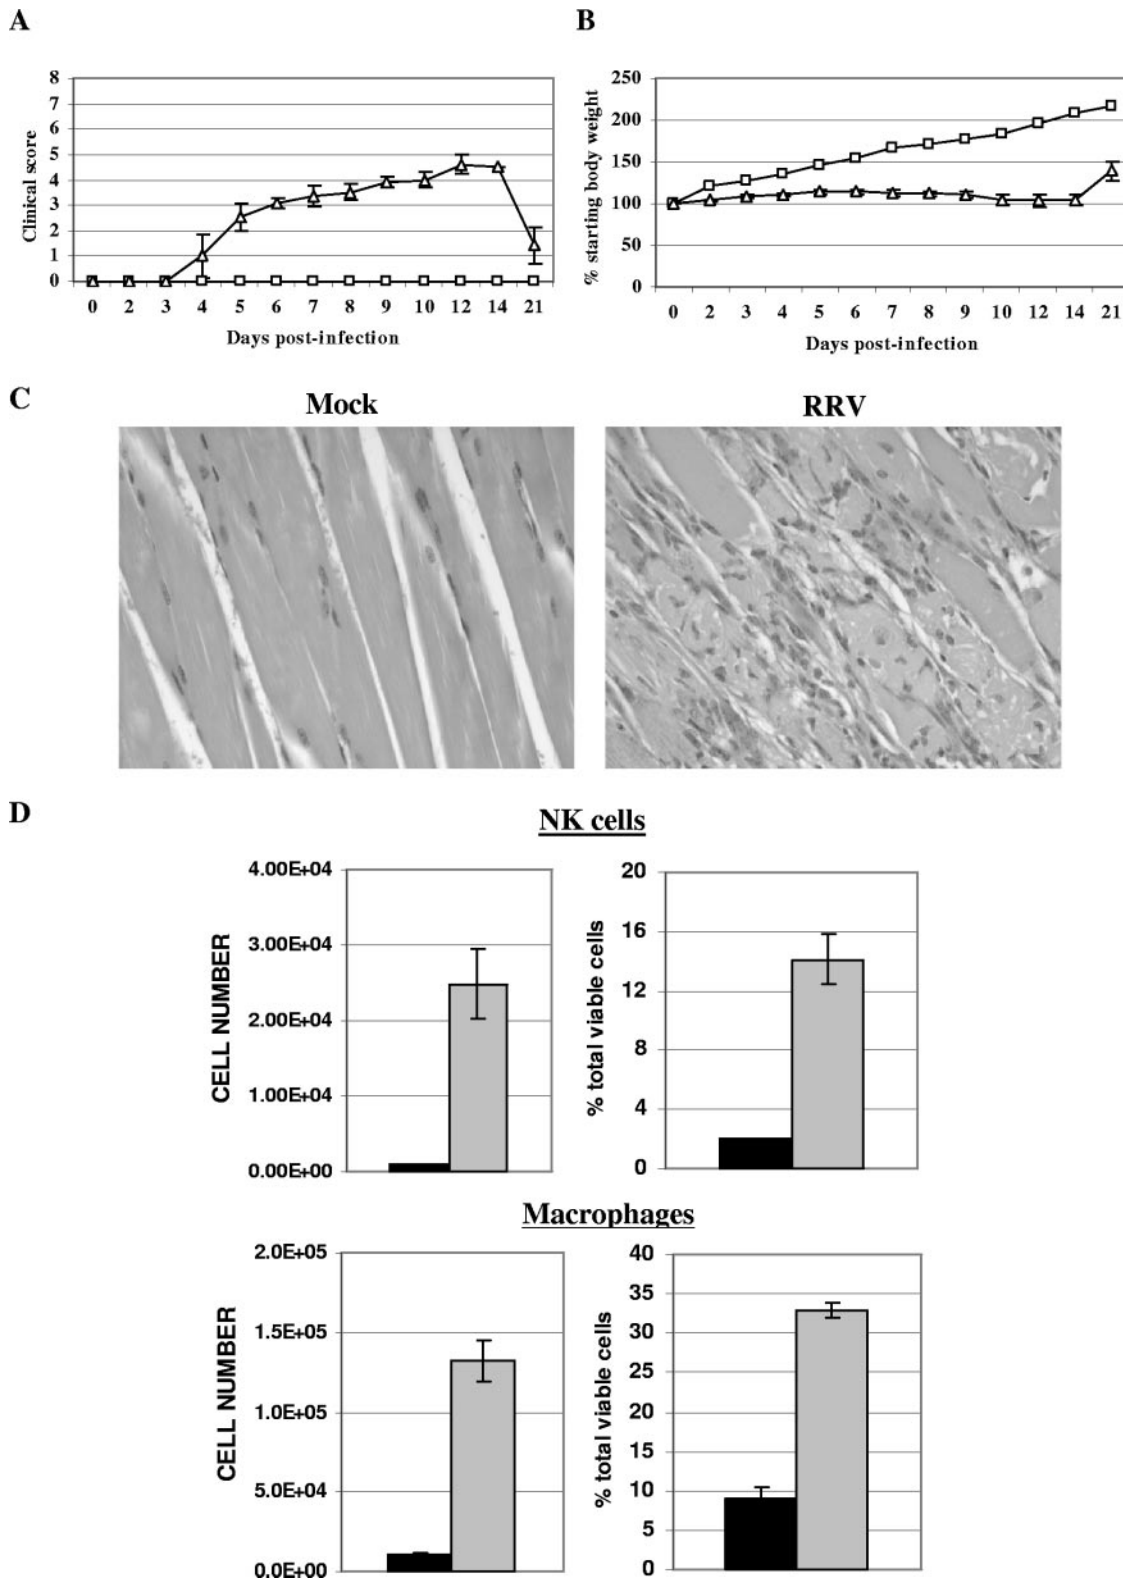 A
B
8
7
6
5
4
3
2
1
0
Clinical score
0 2 3 4 5 6 7 8 9 10 12 14 21
Days post-infection
250
200
150
100
50
0
% starting body weight
0 2 3 4 5 6 7 8 9 10 12 14 21
Days post-infection
C
Mock
RRV
D
NK cells
4.00E+04
3.00E+04
2.00E+04
1.00E+04
0.00E+00
CELL NUMBER
20
16
12
8
4
0
% total viable cells
Macrophages
2.0E+05
1.5E+05
1.0E+05
5.0E+04
0.0E+00
CELL NUMBER
40
35
30
25
20
15
10
5
0
% total viable cells